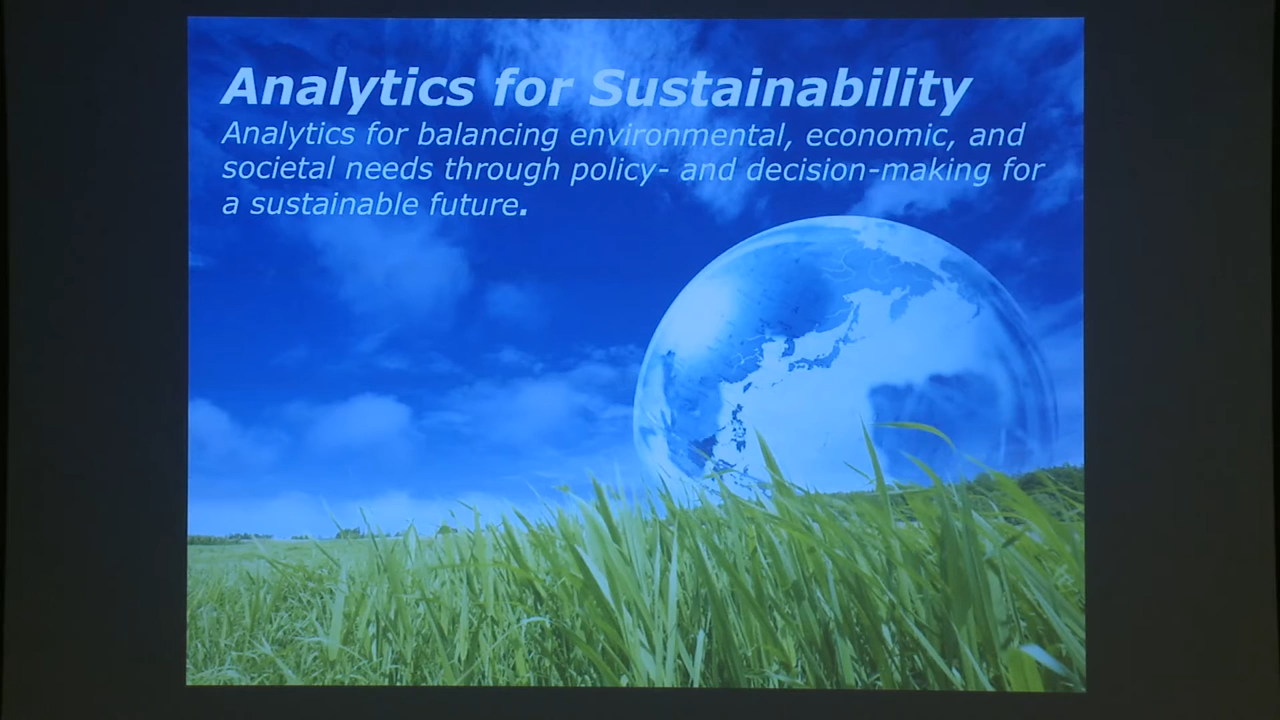 Analytics for Sustainability
Analytics for balancing environmental, economic, and
societal needs through policy- and decision-making for
a sustainable future.